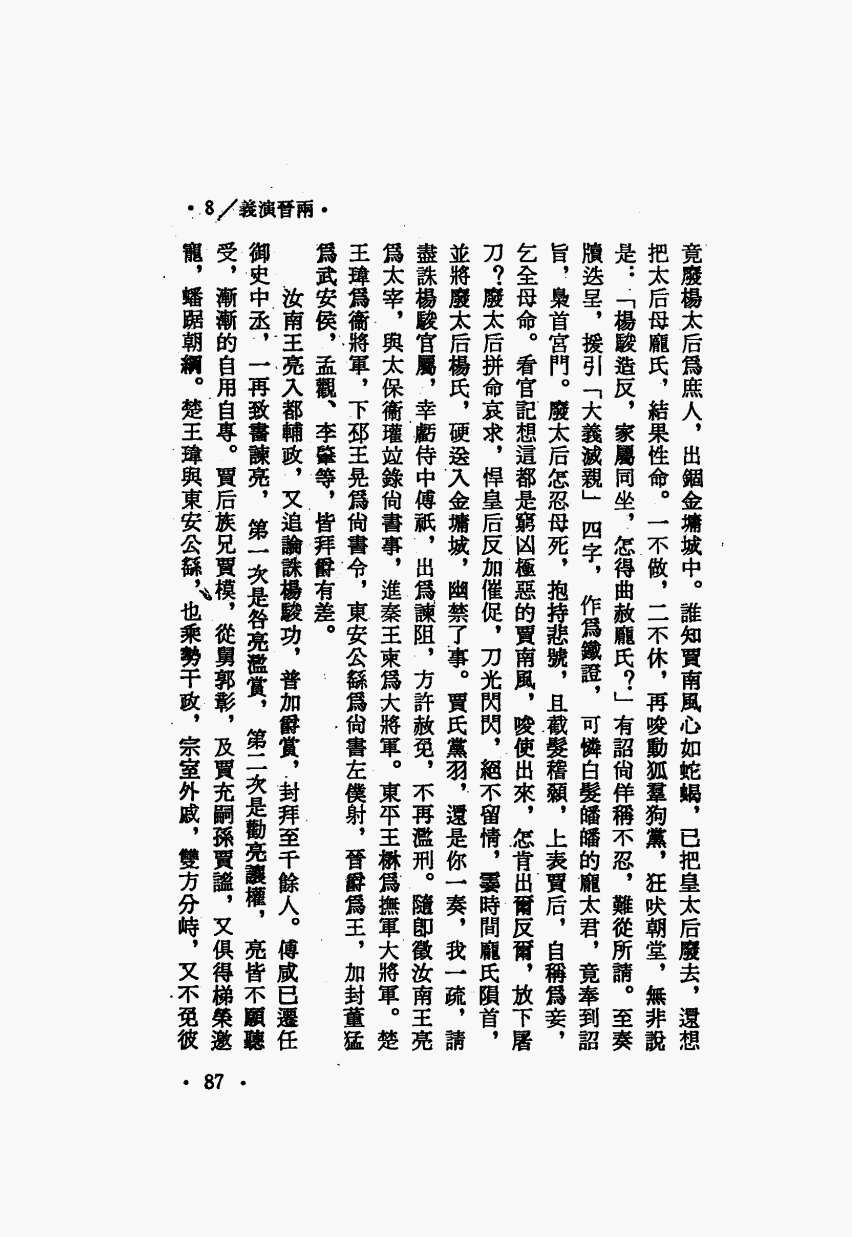 •8／義演晉兩•
竟廢楊太后爲庶人，出錮金墉城中。誰知賈南風心如蛇蝎，已把皇太后廢去，還想
把太后母龐氏，結果性命。一不做，二不休，再唆動狐羣狗黨，狂吠朝堂，無非說
是：「楊駿造反，家屬同坐，怎得曲赦龐氏？」有詔尙佯稱不忍，難從所請。至奏
牘迭呈，援引「大義滅親」四字，作爲鐵證，可憐白髮皤皤的龐太君，竟奉到詔
旨，梟首宮門。廢太后怎忍母死，抱持悲號，且截髮稽顙，上表賈后，自稱爲妾，
乞全母命。看官記想這都是窮凶極惡的賈南風，唆使出來，怎肯出爾反爾，放下屠
刀？廢太后拼命哀求，悍皇后反加催促，刀光閃閃，絕不留情，霎時間龐氏隕首，
並將廢太后楊氏，硬送入金墉城，幽禁了事。賈氏黨羽，還是你一奏，我一疏，請
盡誅楊駿官屬，幸虧侍中傅祇，出爲諫阻，方許赦免，不再濫刑。隨卽徵汝南王亮
爲太宰，與太保衞瓘竝錄尙書事，進秦王柬爲大將軍。東平王楙爲撫軍大將軍。楚
王瑋爲衞將軍，下邳王晃爲尙書令，東安公繇爲尙書左僕射，晉爵爲王，加封董猛
爲武安侯，孟觀、李肇等，皆拜爵有差。
汝南王亮入都輔政，又追論誅楊駿功，普加爵賞，封拜至千餘人。傅咸已遷任
御史中丞，一再致書諫亮，第一次是咎亮濫賞，第二次是勸亮讓權，亮皆不願聽
受，漸漸的自用自專。賈后族兄賈模，從舅郭彰，及賈充嗣孫賈謐，又俱得梯榮邀
寵，蟠踞朝綱。楚王瑋與東安公繇，也乘勢干政，宗室外戚，雙方分峙，又不免彼
•87•